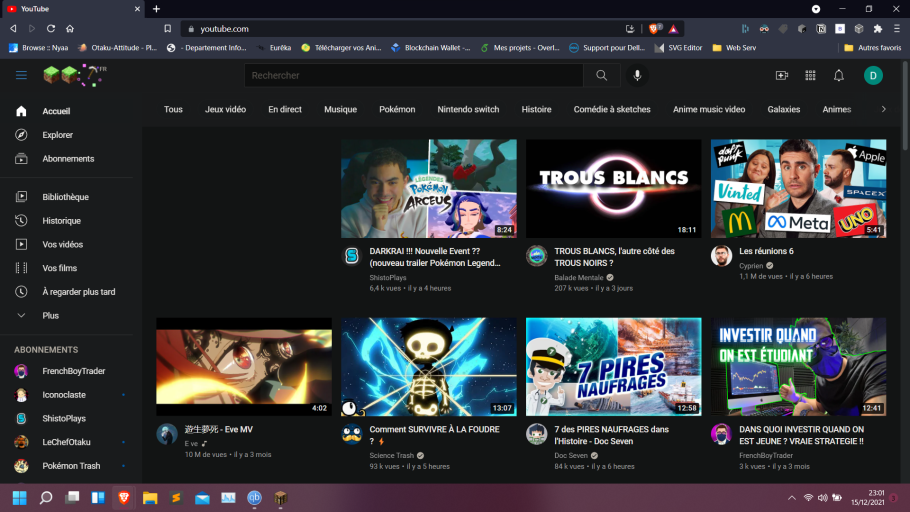 YouTube
youtube.com
Browse :: Nyaa
Otaku-Attitude - Pl...
- Departement Info...
Eurêka
Télécharger vos Ani...
Blockchain Wallet -...
Mes projets - Overl...
Support pour Dell...
SVG Editor
Web Serv
Autres favoris
FR
Rechercher
D
Accueil
Explorer
Abonnements
Bibliothèque
Historique
Vos vidéos
Vos films
À regarder plus tard
Plus
ABONNEMENTS
FrenchBoyTrader
Iconoclaste
ShistoPlays
LeChefOtaku
Pokémon Trash
Tous
Jeux vidéo
En direct
Musique
Pokémon
Nintendo switch
Histoire
Comédie à sketches
Anime music video
Galaxies
Animes
LÉGENDES
POKÉMON
ARCEUS
8:24
DARKRAI !!! Nouvelle Event ??
(nouveau trailer Pokémon Legend...
ShistoPlays
6,4 k vues • il y a 4 heures
TROUS BLANCS
18:11
TROUS BLANCS, l'autre côté des
TROUS NOIRS ?
Balade Mentale
207 k vues • il y a 3 jours
daft punk
Apple
Vinted
SPACEX
M
Meta
UNO
5:41
Les réunions 6
Cyprien
1,1 M de vues • il y a 6 heures
4:02
遊生夢死 - Eve MV
E ve
10 M de vues • il y a 3 mois
13:07
Comment SURVIVRE À LA FOUDRE
? ⚡
Science Trash
93 k vues • il y a 5 heures
7 PIRES
NAUFRAGES
12:58
7 des PIRES NAUFRAGES dans
l'Histoire - Doc Seven
Doc Seven
84 k vues • il y a 6 heures
INVESTIR QUAND
ON EST ÉTUDIANT
12:41
DANS QUOI INVESTIR QUAND ON
EST JEUNE ? VRAIE STRATEGIE !!
FrenchBoyTrader
3 k vues • il y a 3 mois
23:01
15/12/2021